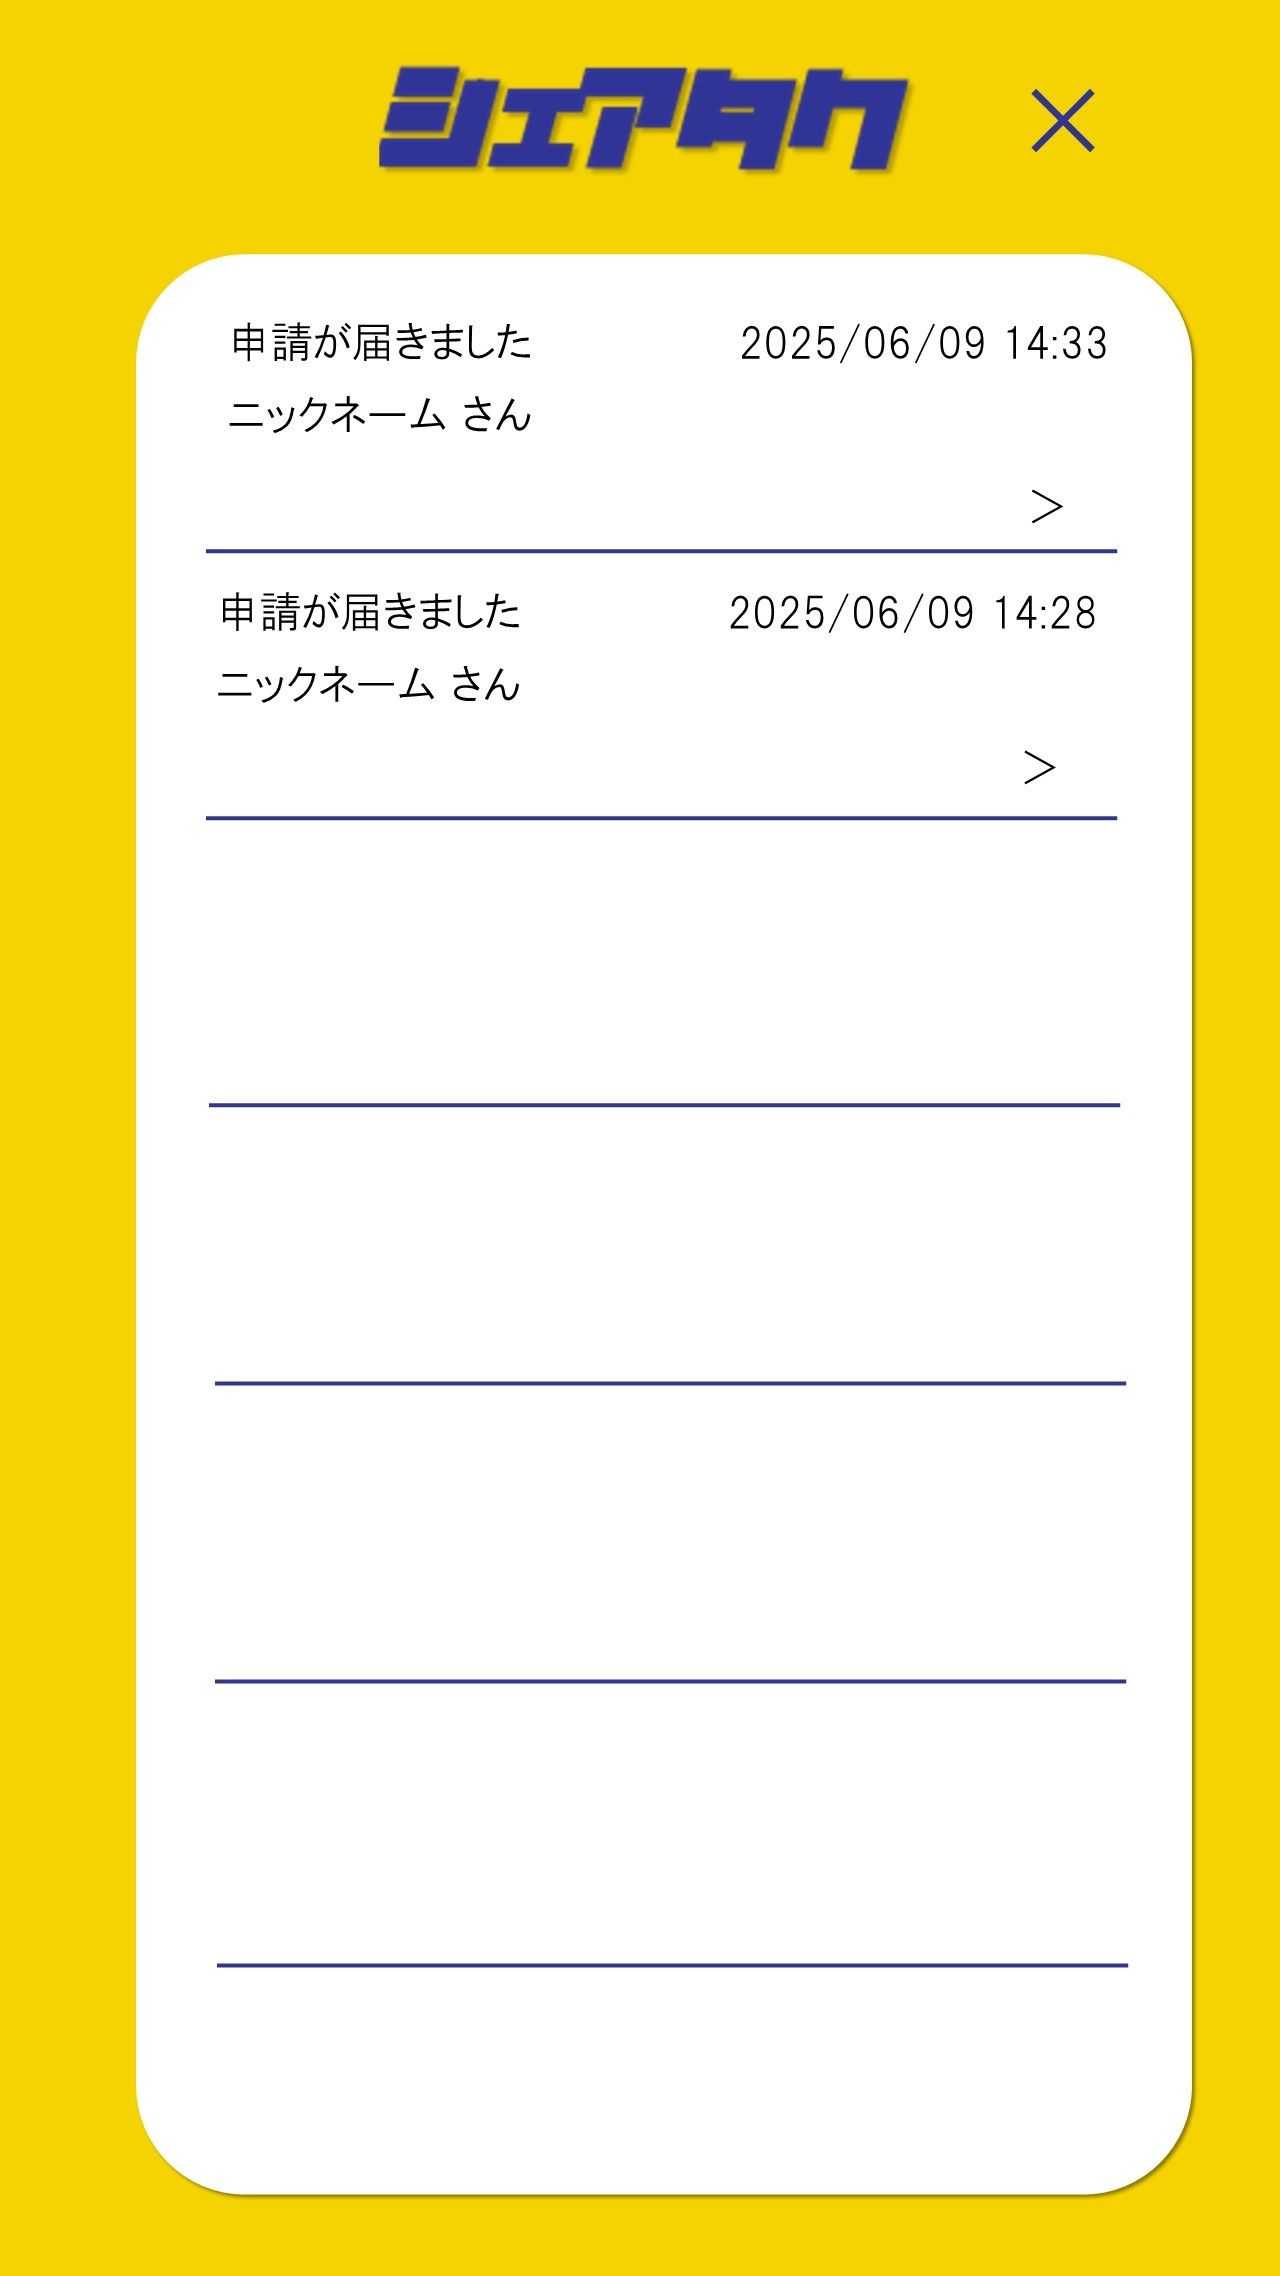 シェアタク
申請が届きました 2025/06/09 14:33
ニックネーム さん
>
申請が届きました 2025/06/09 14:28
ニックネーム さん
>